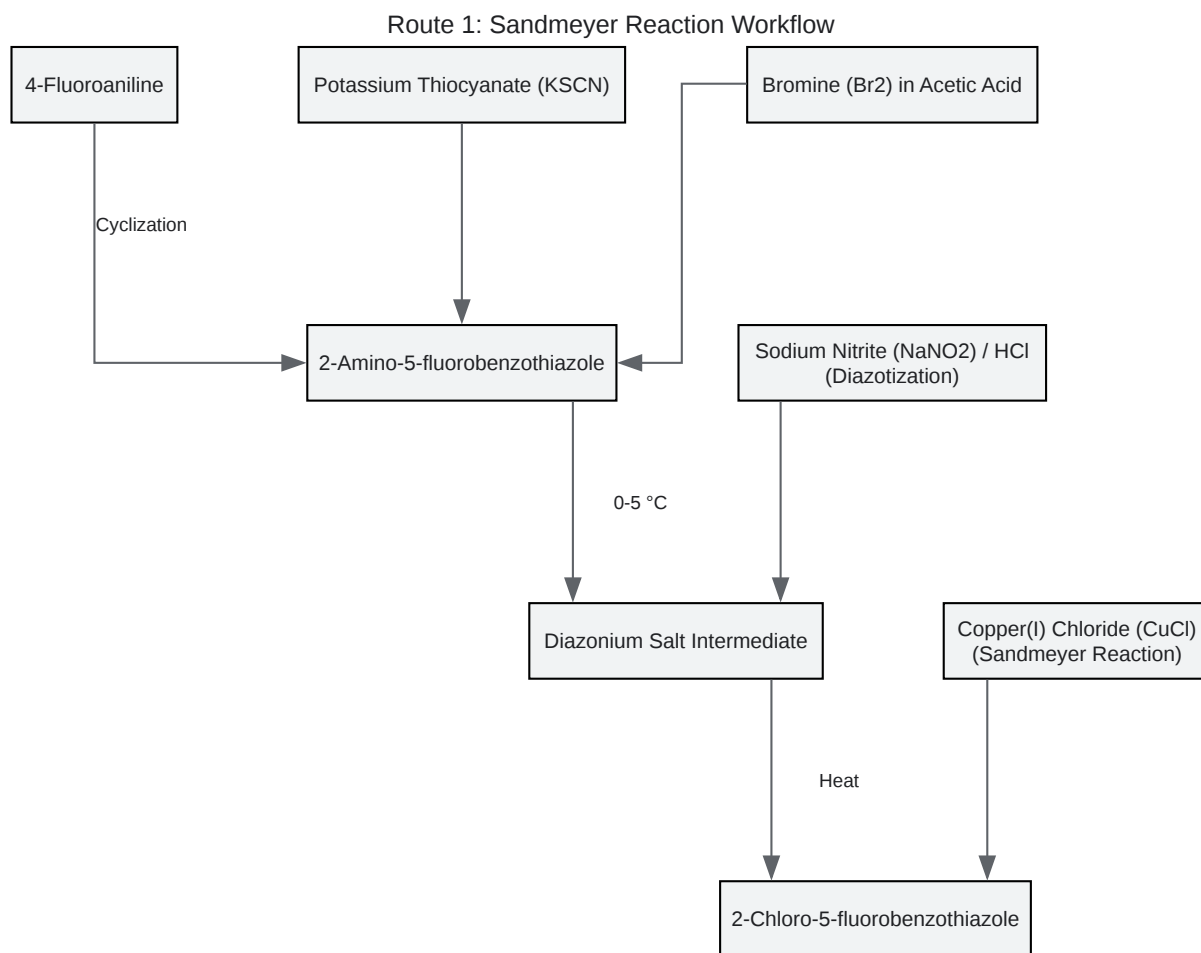 Route 1: Sandmeyer Reaction Workflow
4-Fluoroaniline
Potassium Thiocyanate (KSCN)
Bromine (Br2) in Acetic Acid
Cyclization
2-Amino-5-fluorobenzothiazole
Sodium Nitrite (NaNO2) / HCl
(Diazotization)
0-5 °C
Diazonium Salt Intermediate
Copper(I) Chloride (CuCl)
(Sandmeyer Reaction)
Heat
2-Chloro-5-fluorobenzothiazole